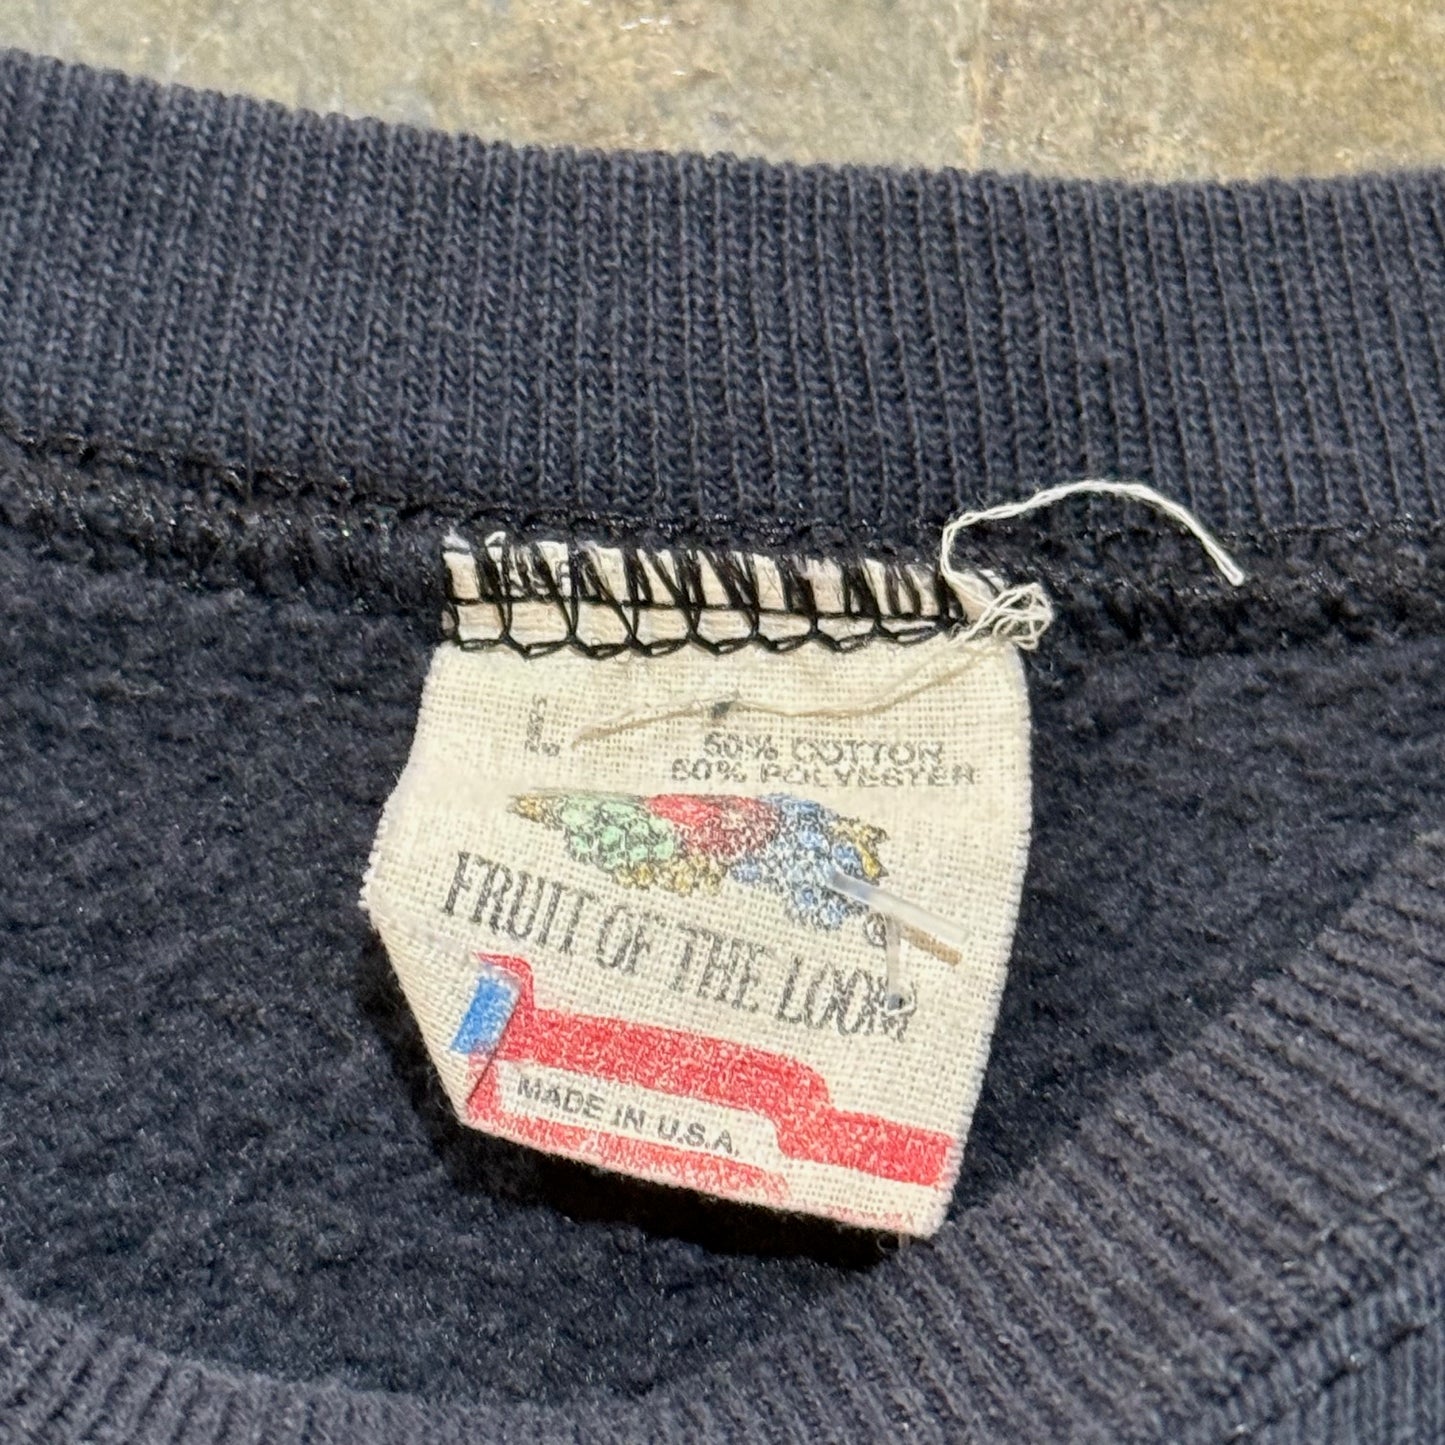 L
50% COTTON
50% POLYESTER
®
FRUIT OF THE LOOM
MADE IN U.S.A.